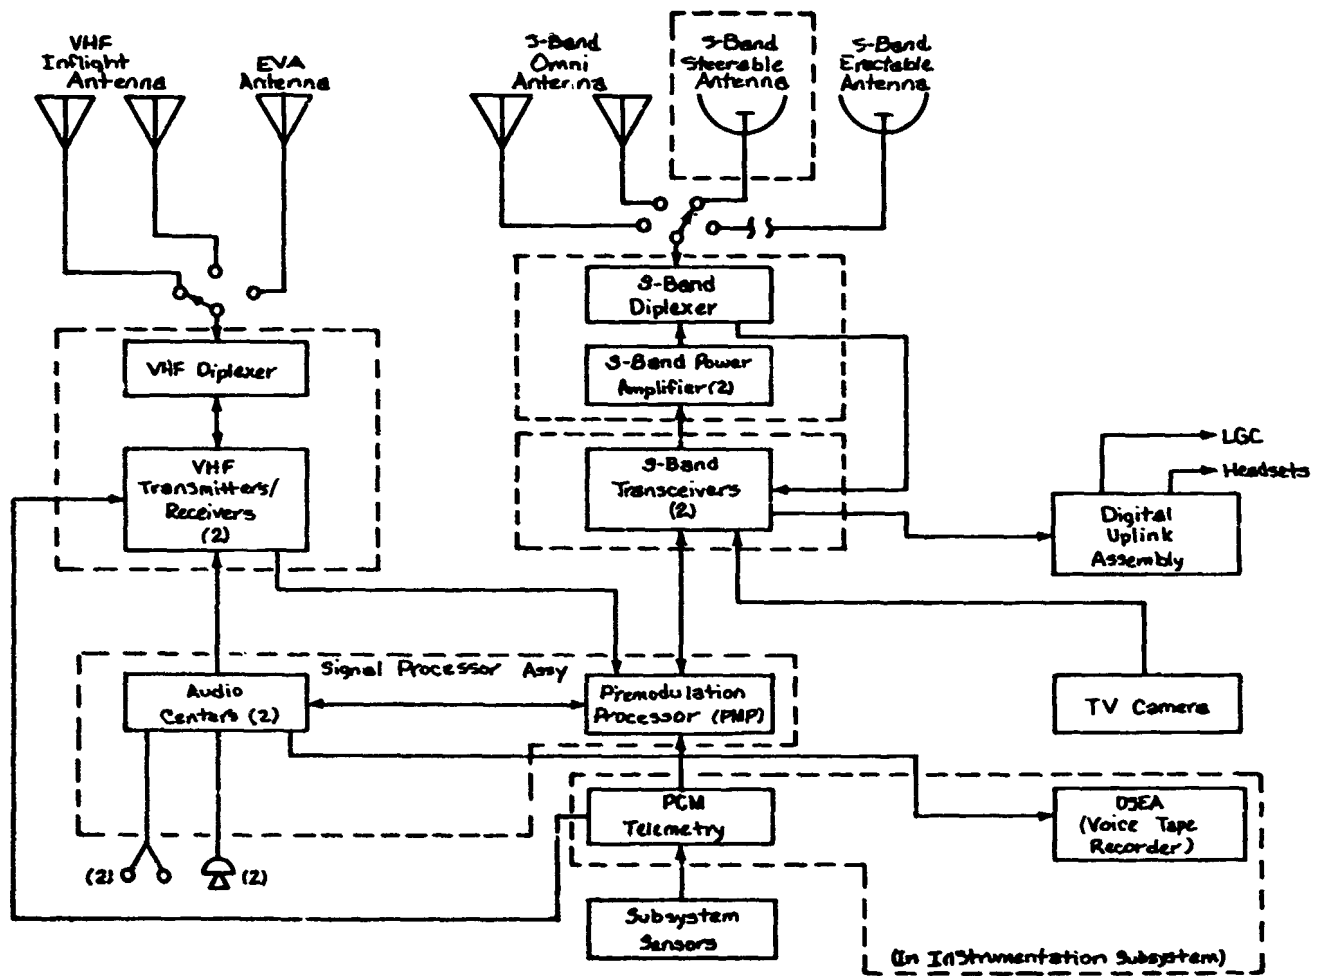 VHF
Inflight
Antenna
EVA
Antenna
S-Band
Omni
Antenna
S-Band
Steerable
Antenna
S-Band
Erectable
Antenna
VHF Diplexer
S-Band
Diplexer
S-Band Power
Amplifier (2)
VHF
Transmitters/
Receivers
(2)
S-Band
Transceivers
(2)
LGC
Headsets
Digital
Uplink
Assembly
Signal Processor Assy
Audio
Centers (2)
Premodulation
Processor (PMP)
TV Camera
PCM
Telemetry
DSEA
(Voice Tape
Recorder)
(2)
(2)
Subsystem
Sensors
(In Instrumentation Subsystem)